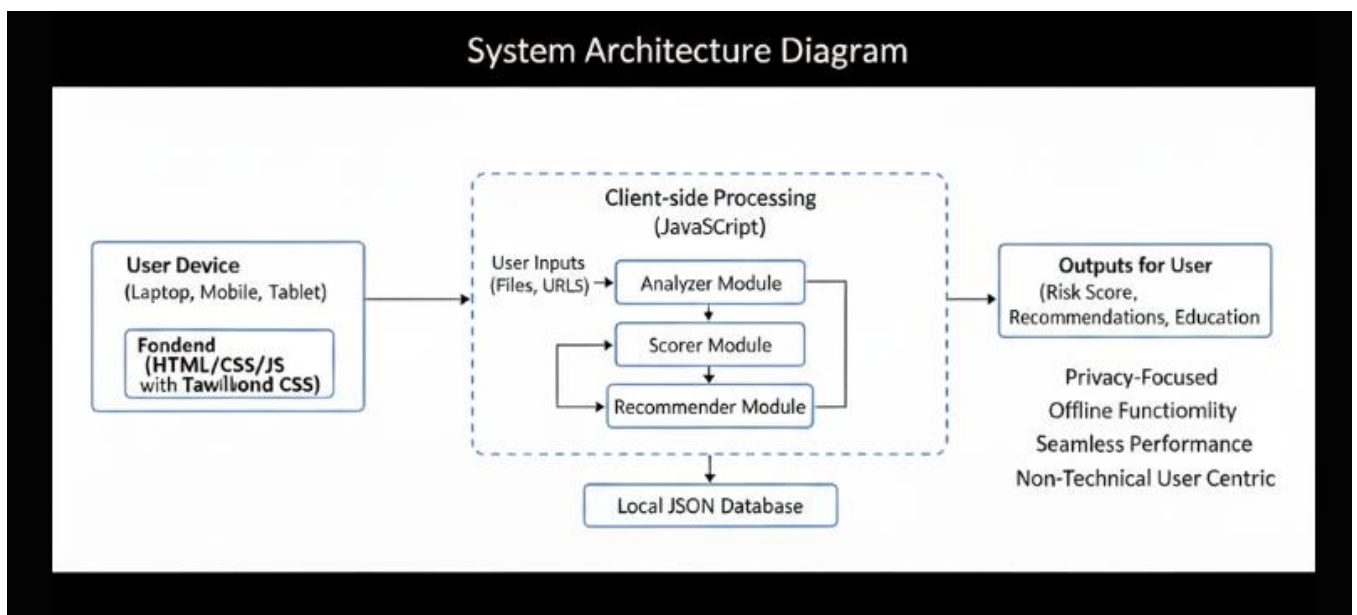 System Architecture Diagram
Client-side Processing
(JavaSCript)
User Device
(Laptop, Mobile, Tablet)
Fondend
(HTML/CSS/JS
with Tawillbond CSS)
User Inputs
(Files, URLS)
Analyzer Module
Scorer Module
Recommender Module
Local JSON Database
Outputs for User
(Risk Score,
Recommendations, Education
Privacy-Focused
Offline Functiomlity
Seamless Performance
Non-Technical User Centric